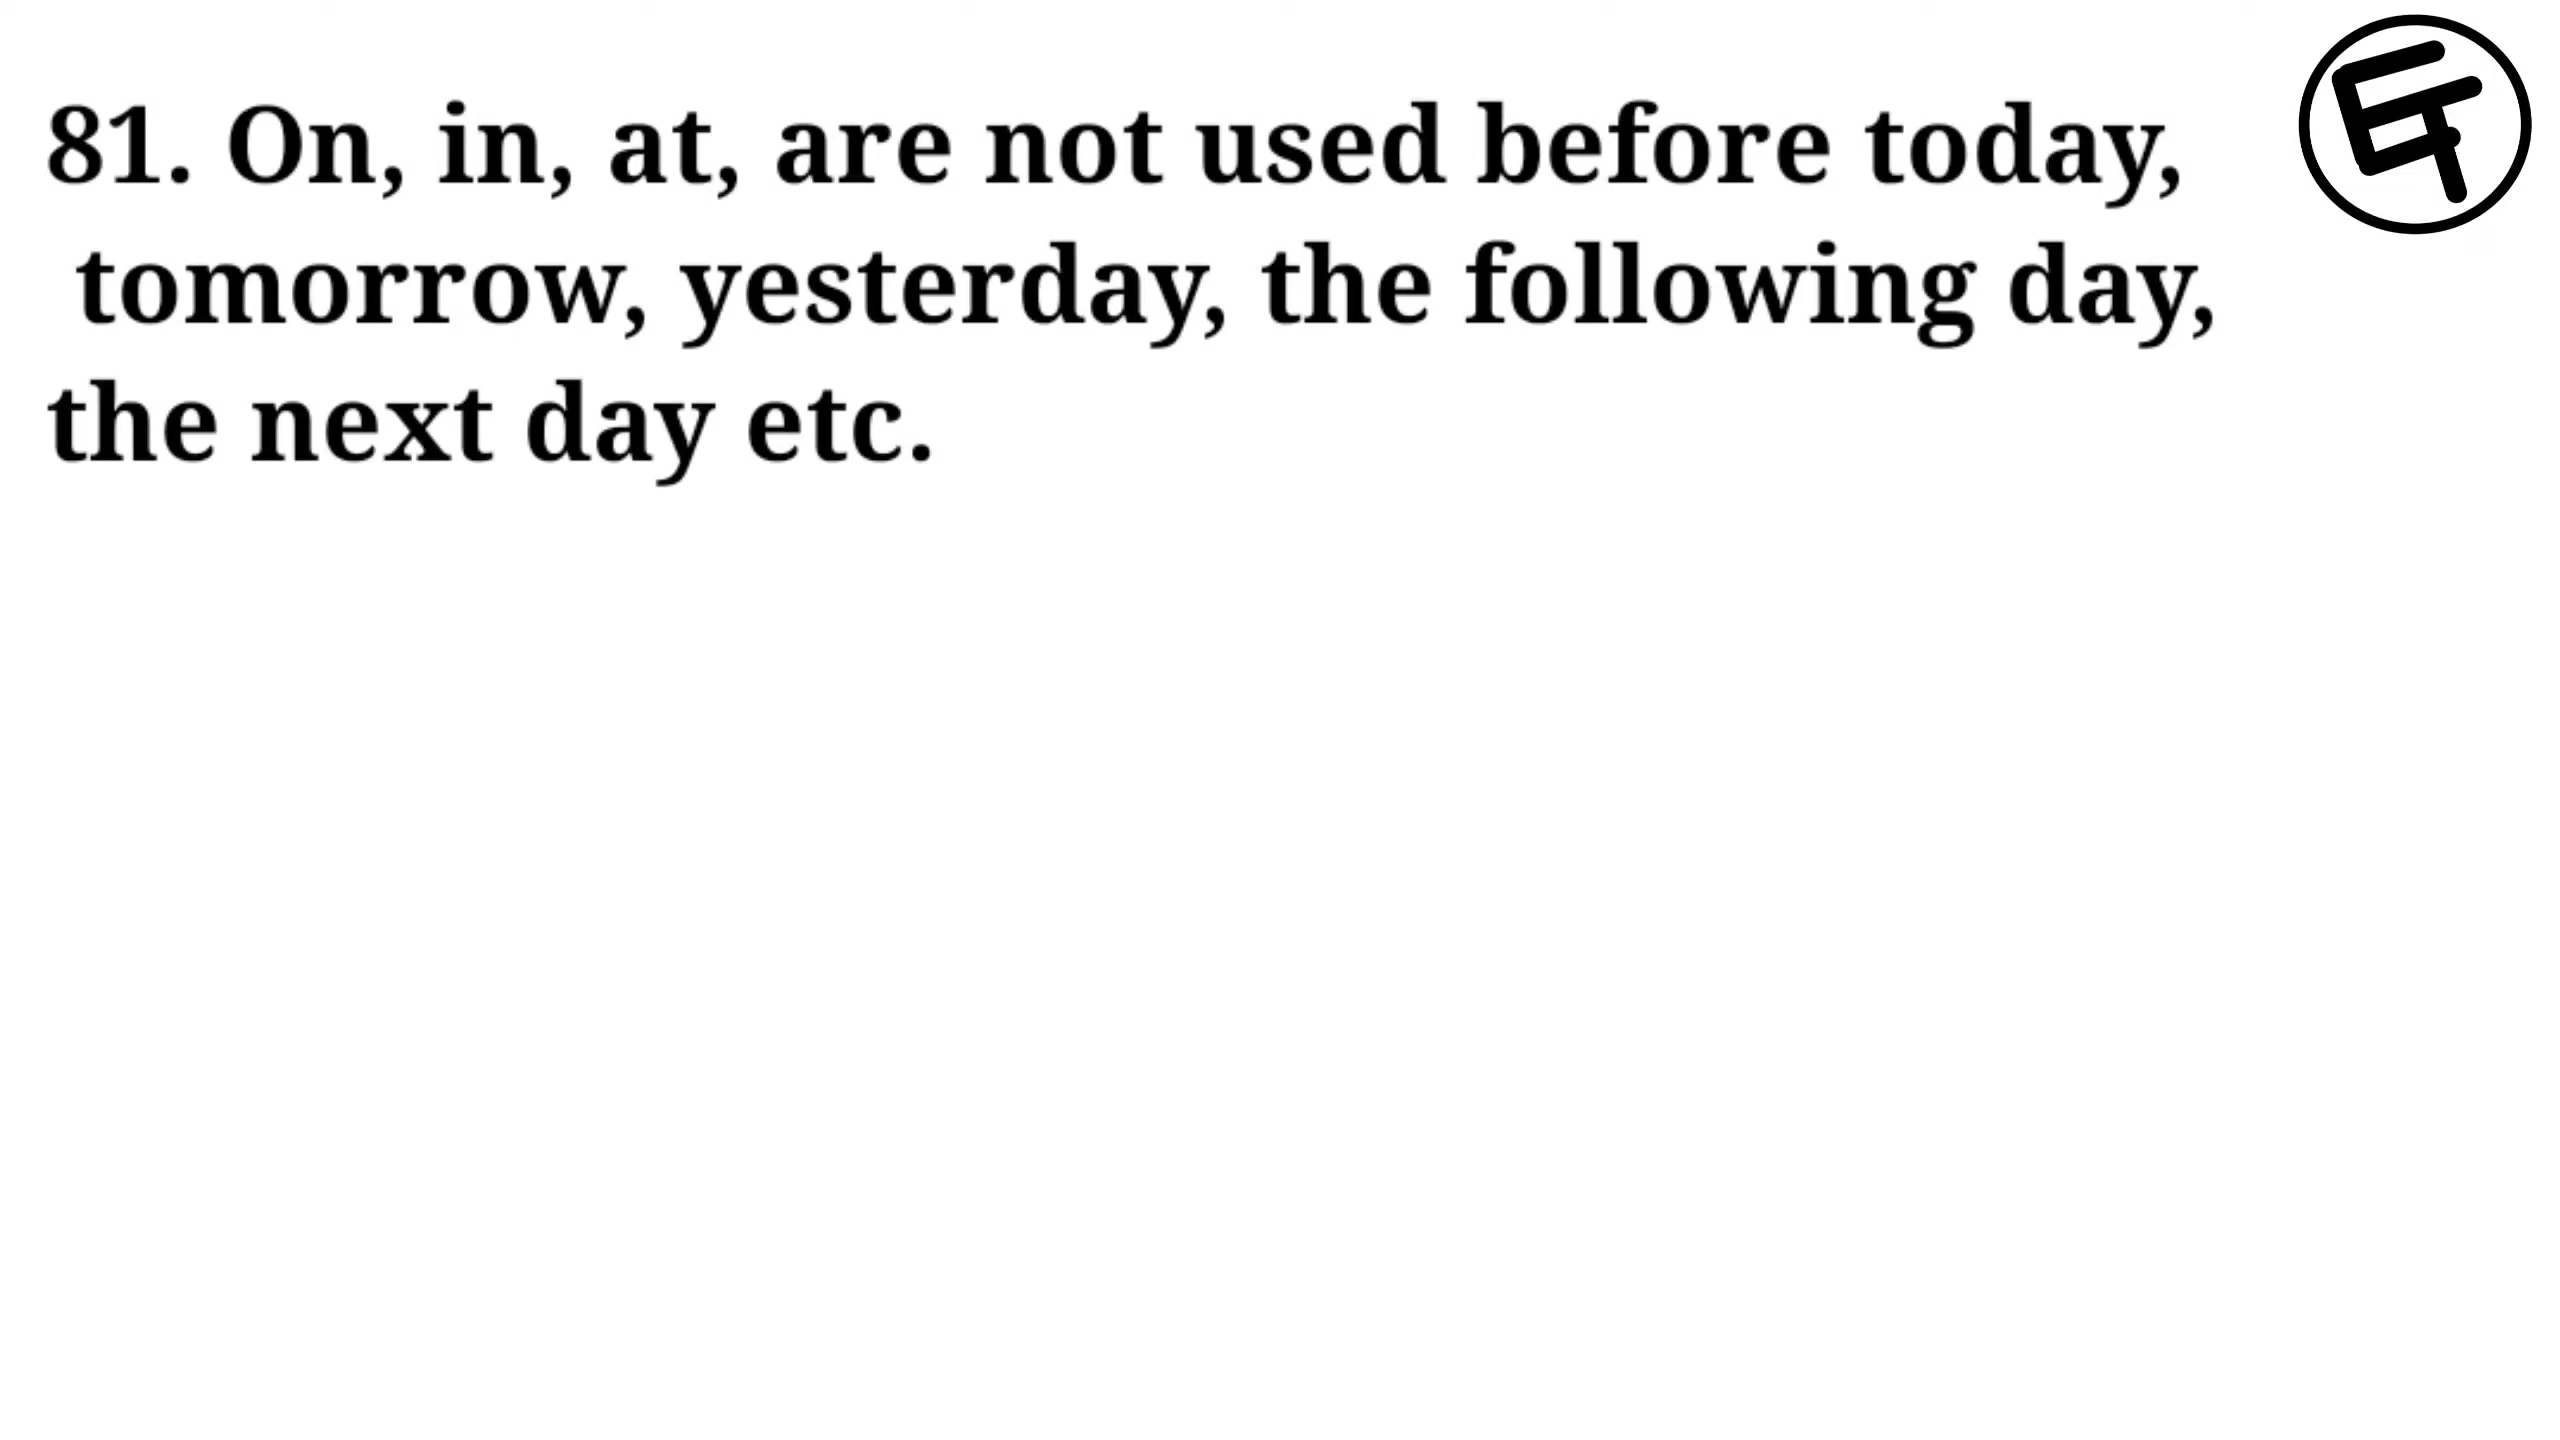 81. On, in, at, are not used before today,
tomorrow, yesterday, the following day,
the next day etc.